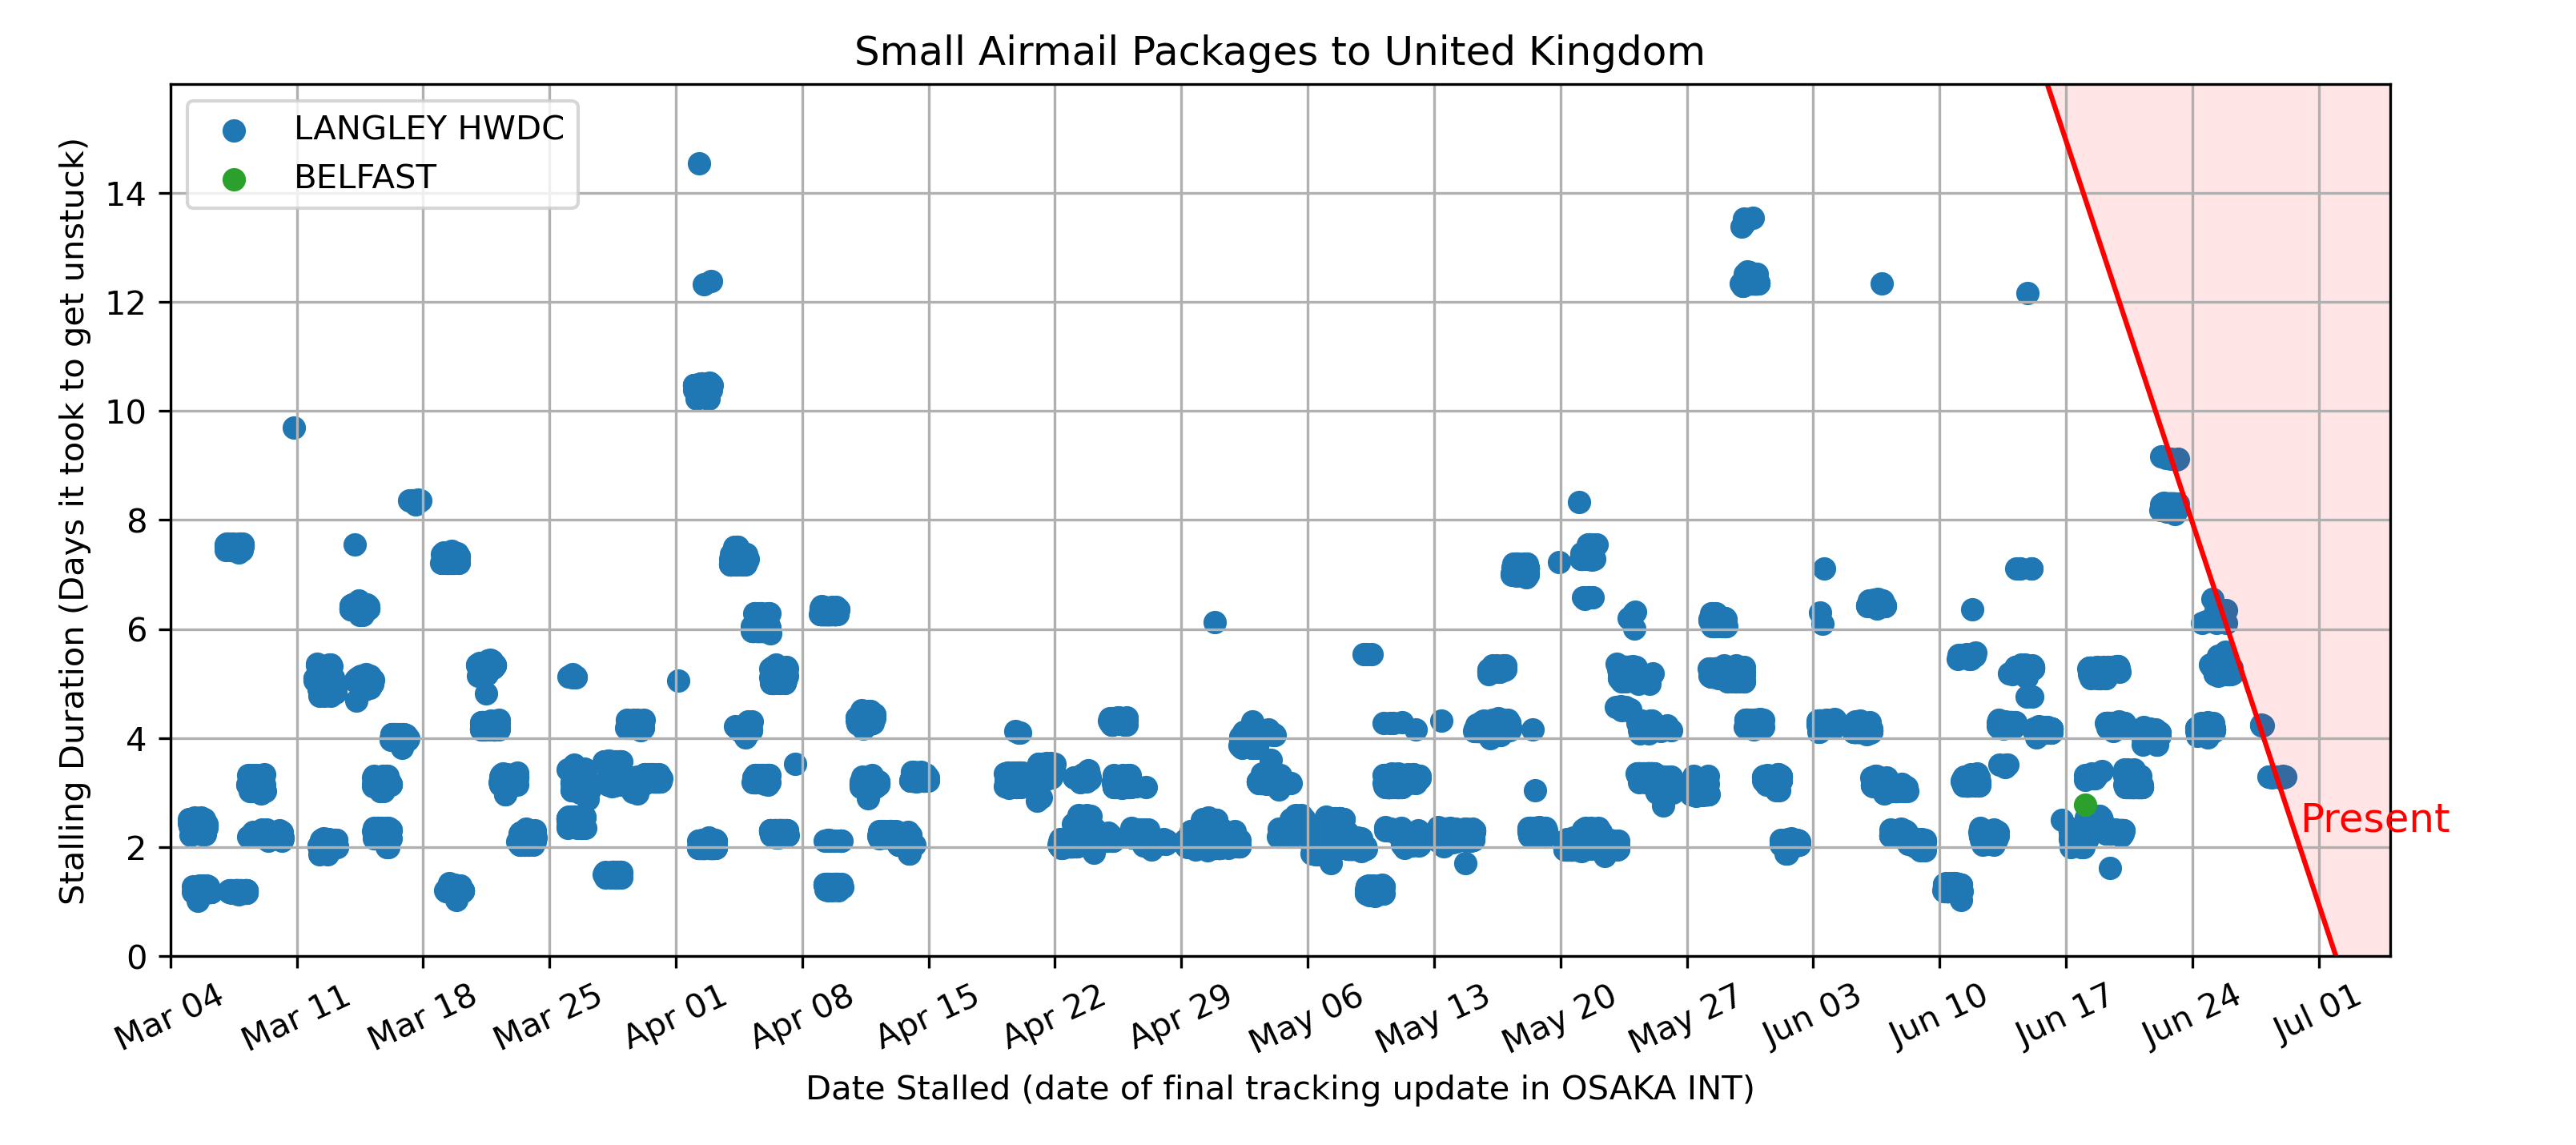 Small Airmail Packages to United Kingdom
LANGLEY HWDC
BELFAST
Stalling Duration (Days it took to get unstuck)
14
12
10
8
6
4
2
0
Present
Mar 04
Mar 11
Mar 18
Mar 25
Apr 01
Apr 08
Apr 15
Apr 22
Apr 29
May 06
May 13
May 20
May 27
Jun 03
Jun 10
Jun 17
Jun 24
Jul 01
Date Stalled (date of final tracking update in OSAKA INT)